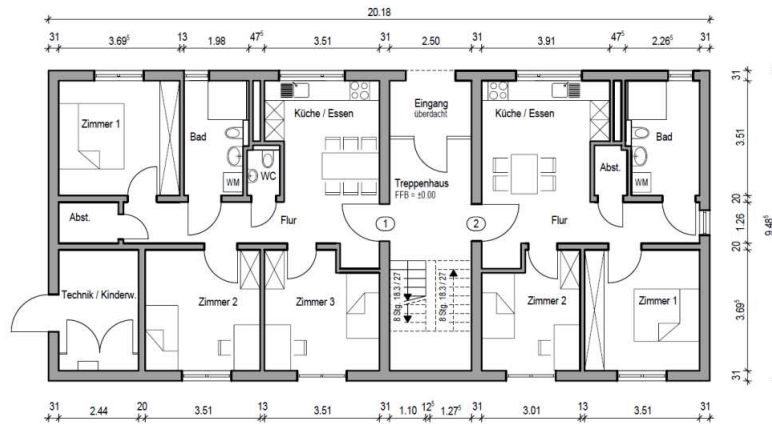 20.18
31 3.69⁵ 13 1.98 47⁵ 3.51 31 2.50 31 3.91 47⁵ 2.26⁵ 31
31
3.51
20
1.26
20
3.69⁵
31
9.48⁵
Zimmer 1
Bad
WM
WC
Küche / Essen
Eingang
überdacht
Treppenhaus
FFB = ±0.00
Küche / Essen
Abst.
Bad
WM
Abst.
Flur
1
2
Flur
Technik / Kinderw.
Zimmer 2
Zimmer 3
8 Stg. 18.3 / 27
8 Stg. 18.3 / 27
Zimmer 2
Zimmer 1
31 2.44 20 3.51 13 3.51 31 1.10 12⁵ 1.27⁵ 31 3.01 13 3.51 31